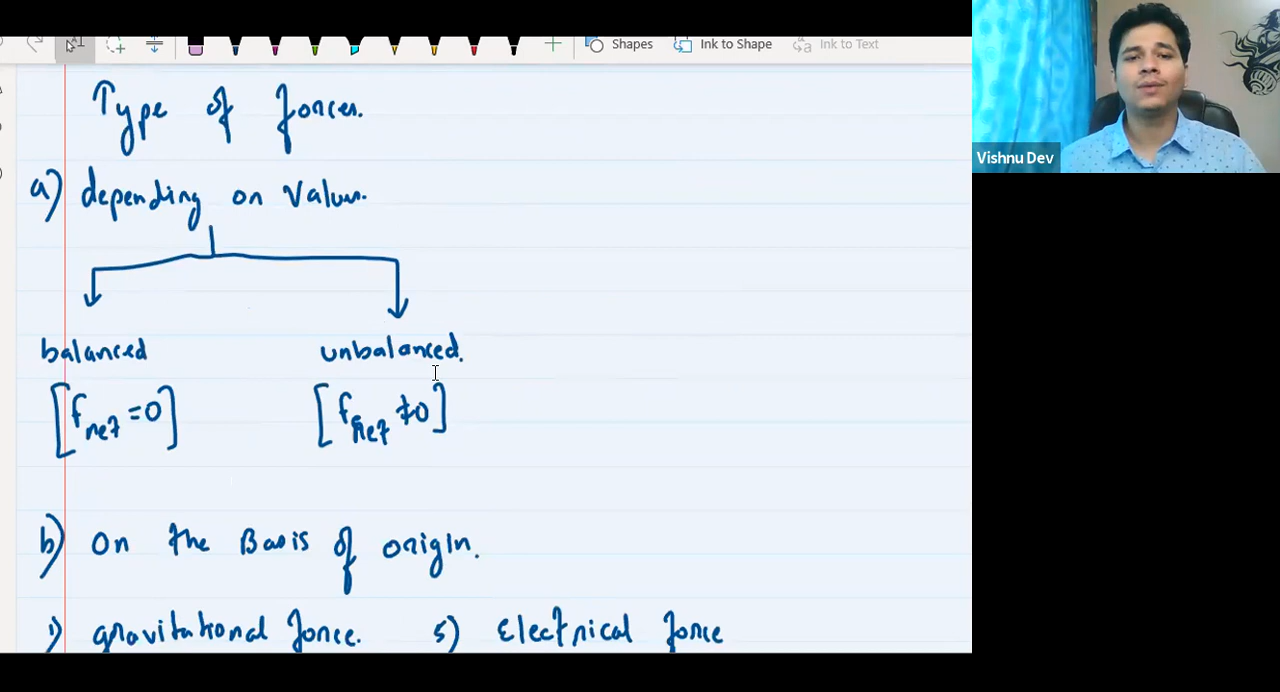 Shapes Ink to Shape Ink to Text
Vishnu Dev
Type of forces.
a) depending on Values.
balanced unbalanced.
[fnet = 0] [fnet ≠ 0]
b) On the Basis of origin.
1) gravitational force. 5) Electrical force